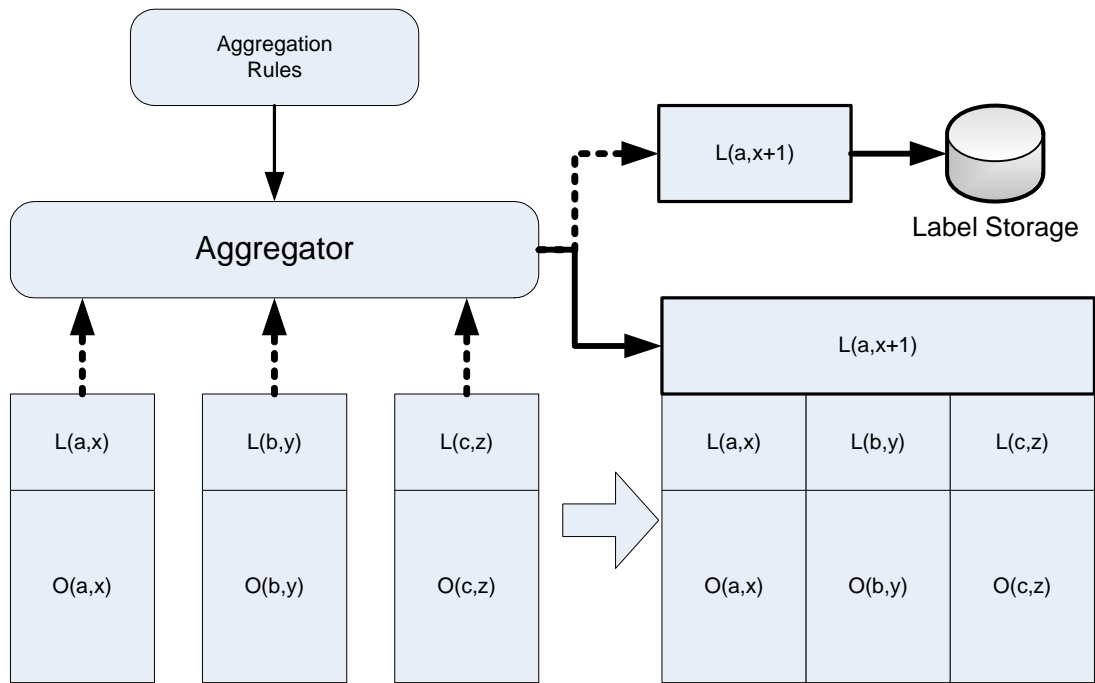 Aggregation
Rules
L(a,x+1)
Label Storage
Aggregator
L(a,x+1)
L(a,x)
L(b,y)
L(c,z)
L(a,x)
L(b,y)
L(c,z)
O(a,x)
O(b,y)
O(c,z)
O(a,x)
O(b,y)
O(c,z)